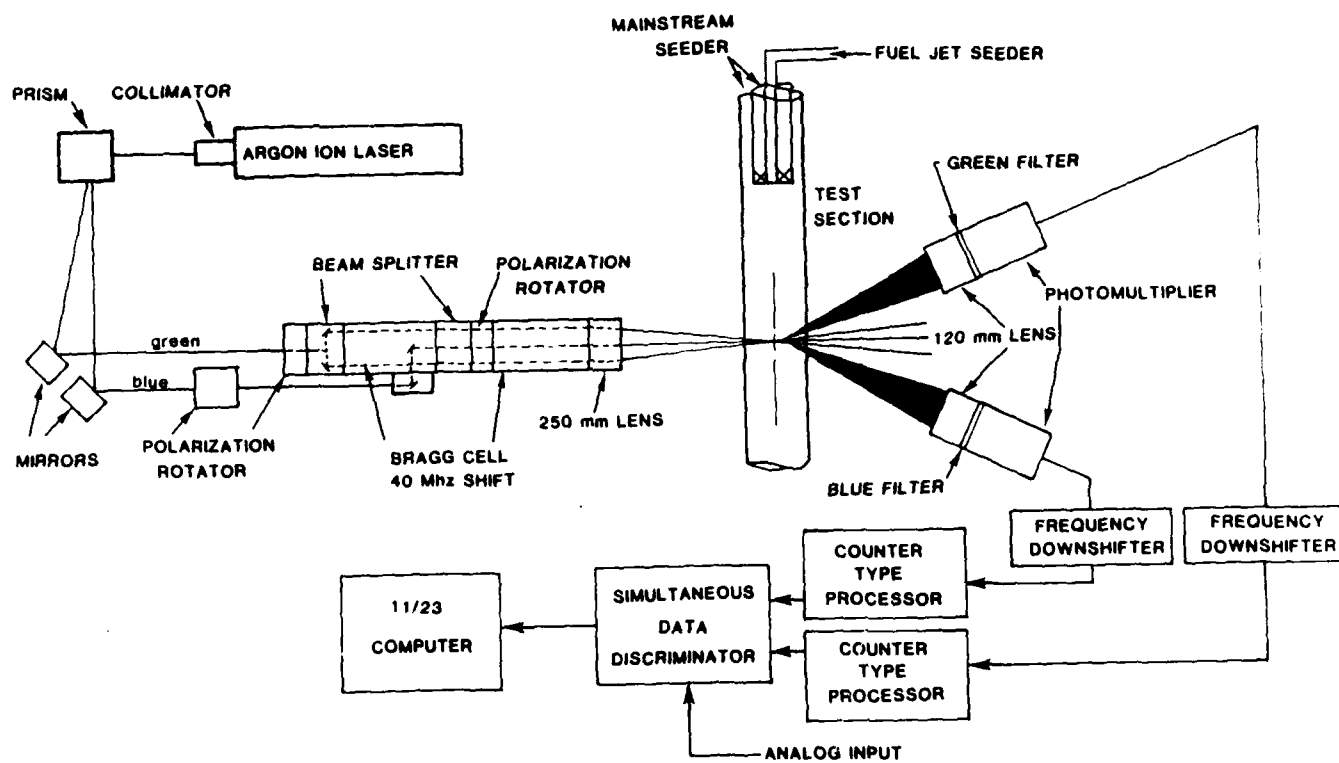 MAINSTREAM
SEEDER
FUEL JET SEEDER
PRISM
COLLIMATOR
ARGON ION LASER
GREEN FILTER
TEST
SECTION
BEAM SPLITTER
POLARIZATION
ROTATOR
PHOTOMULTIPLIER
green
120 mm LENS
blue
250 mm LENS
MIRRORS
POLARIZATION
ROTATOR
BRAGG CELL
40 Mhz SHIFT
BLUE FILTER
FREQUENCY
DOWNSHIFTER
FREQUENCY
DOWNSHIFTER
COUNTER
TYPE
PROCESSOR
11/23
COMPUTER
SIMULTANEOUS
DATA
DISCRIMINATOR
COUNTER
TYPE
PROCESSOR
ANALOG INPUT